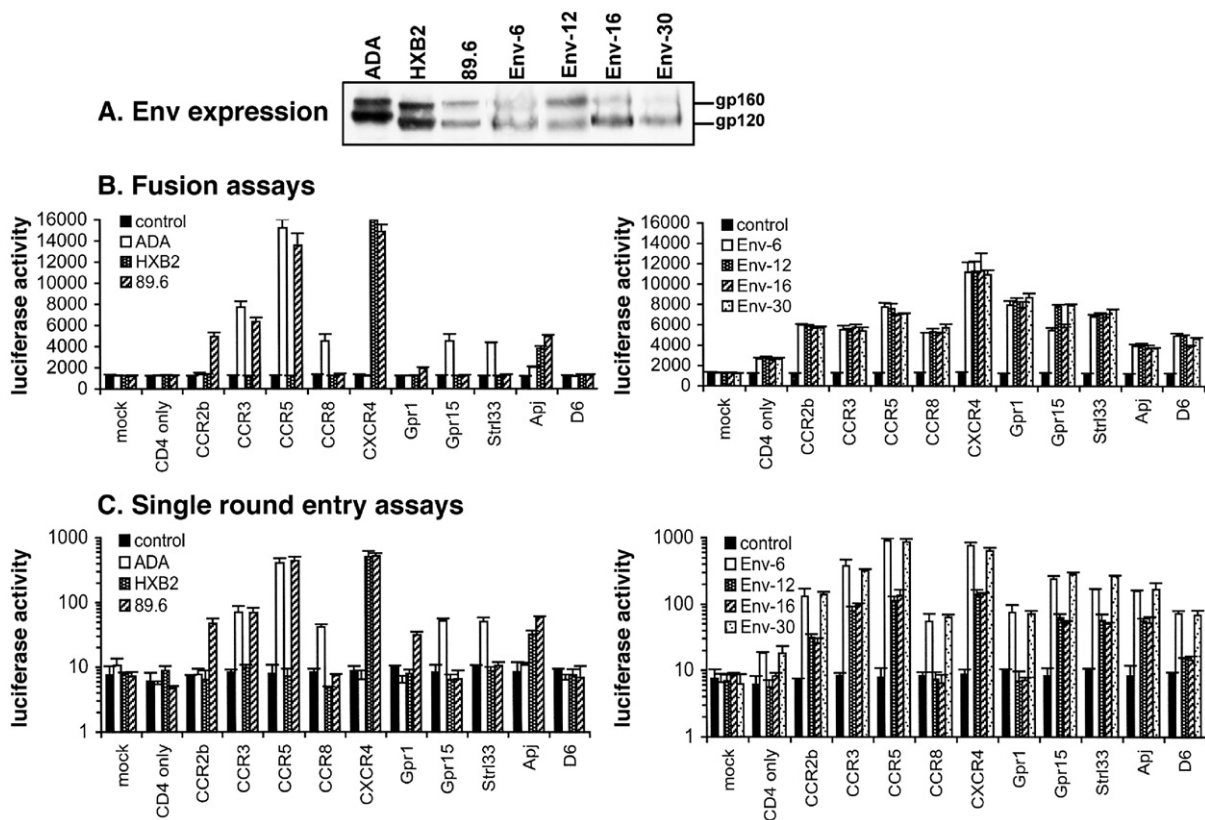 ADA HXB2 89.6 Env-6 Env-12 Env-16 Env-30
A. Env expression
gp160
gp120
B. Fusion assays
luciferase activity
16000
14000
12000
10000
8000
6000
4000
2000
0
control
ADA
HXB2
89.6
mock CD4 only CCR2b CCR3 CCR5 CCR8 CXCR4 Gpr1 Gpr15 Strl33 Apj D6
luciferase activity
16000
14000
12000
10000
8000
6000
4000
2000
0
control
Env-6
Env-12
Env-16
Env-30
mock CD4 only CCR2b CCR3 CCR5 CCR8 CXCR4 Gpr1 Gpr15 Strl33 Apj D6
C. Single round entry assays
luciferase activity
1000
100
10
1
control
ADA
HXB2
89.6
mock CD4 only CCR2b CCR3 CCR5 CCR8 CXCR4 Gpr1 Gpr15 Strl33 Apj D6
luciferase activity
1000
100
10
1
control
Env-6
Env-12
Env-16
Env-30
mock CD4 only CCR2b CCR3 CCR5 CCR8 CXCR4 Gpr1 Gpr15 Strl33 Apj D6